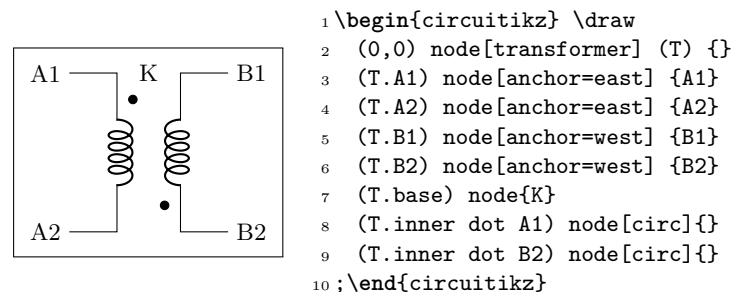 A1 K B1
A2 B2
1 \begin{circuitikz} \draw
2 (0,0) node[transformer] (T) {}
3 (T.A1) node[anchor=east] {A1}
4 (T.A2) node[anchor=east] {A2}
5 (T.B1) node[anchor=west] {B1}
6 (T.B2) node[anchor=west] {B2}
7 (T.base) node{K}
8 (T.inner dot A1) node[circ]{}
9 (T.inner dot B2) node[circ]{}
10 ;\end{circuitikz}